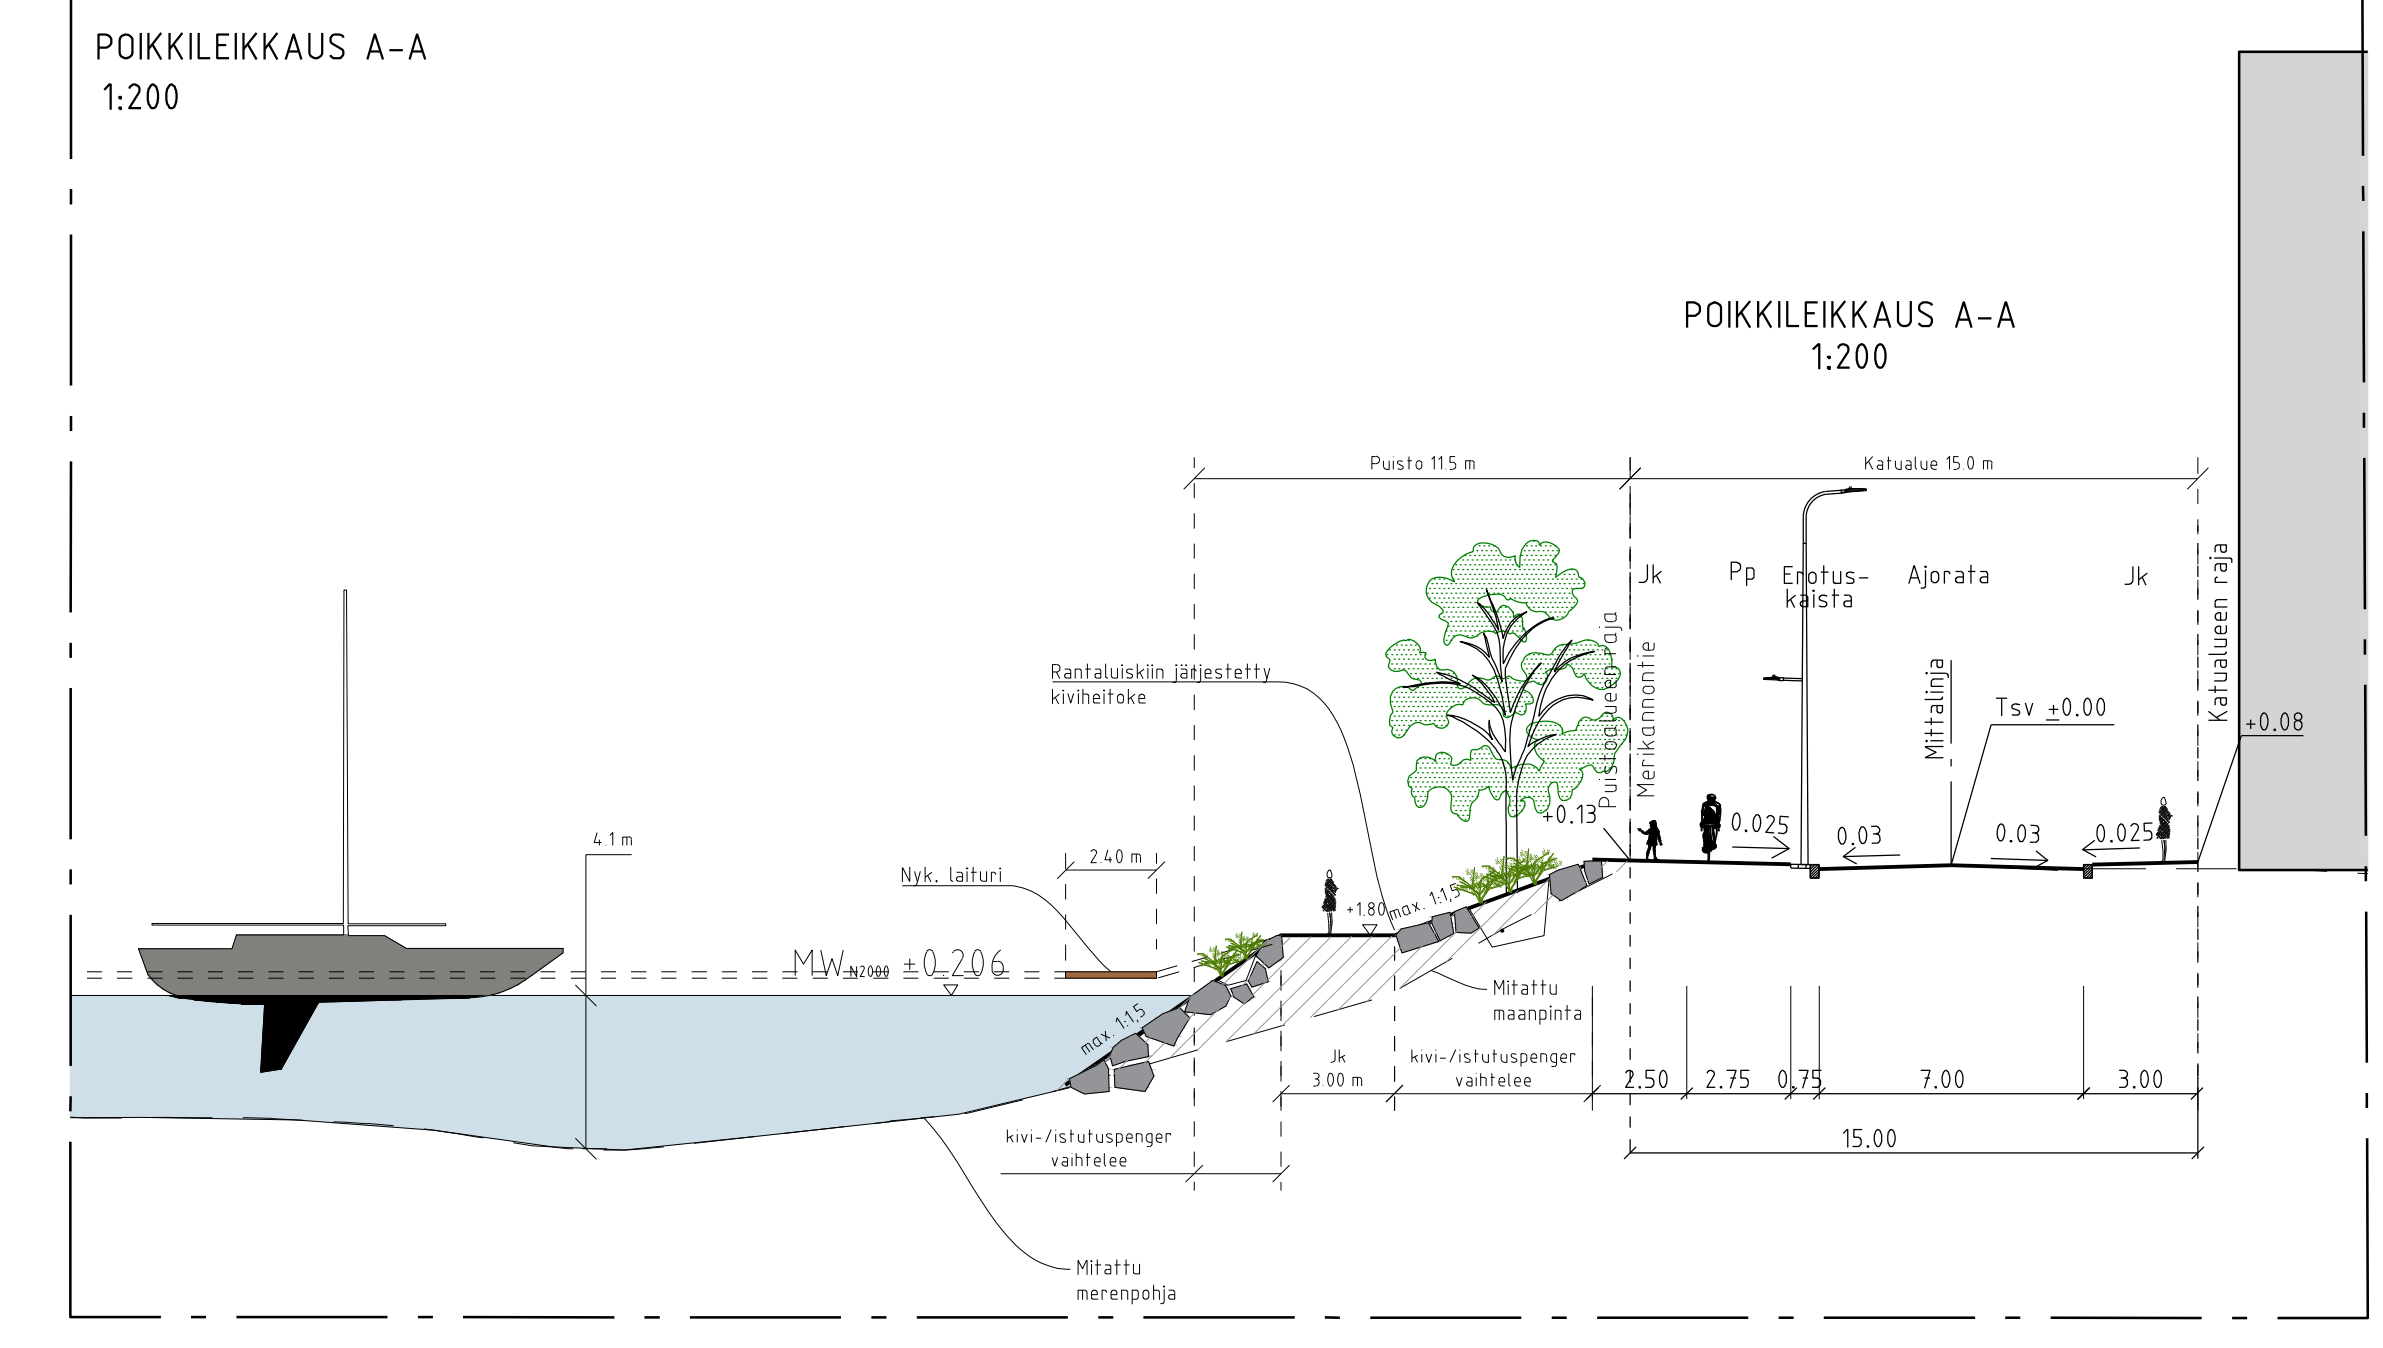 POIKKILEIKKAUS A-A
1:200
POIKKILEIKKAUS A-A
1:200
Puisto 11.5 m
Katualue 15.0 m
Jk
Pp
Erotus-
kaista
Ajorata
Jk
Katualueen raja
Puistoalueen raja
Merikannontie
Mittalinja
Tsv ±0.00
+0.08
Rantaluiskiin järjestetty
kiviheitoke
+0.13
0.025
0.03
0.03
0.025
4.1 m
2.40 m
Nyk. laituri
+1.80
max. 1:1,5
MW N2000 ±0.206
max. 1:1,5
Mitattu
maanpinta
Jk
3.00 m
kivi-/istutuspenger
vaihtelee
2.50
2.75
0.75
7.00
3.00
15.00
kivi-/istutuspenger
vaihtelee
Mitattu
merenpohja